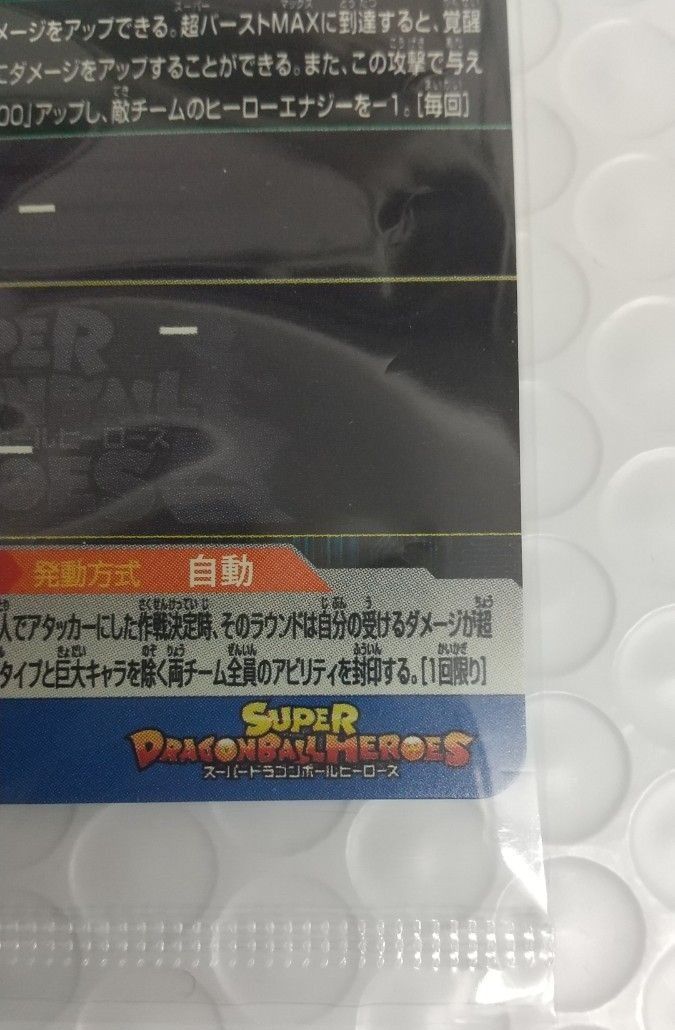 メージをアップできる。超バーストMAXに到達すると、覚醒
ダメージをアップすることができる。また、この攻撃で与え
00」アップし、敵チームのヒーローエナジーを-1。[毎回]
発動方式 自動
人でアタッカーにした作戦決定時、そのラウンドは自分の受けるダメージが超
タイプと巨大キャラを除く両チーム全員のアビリティを封印する。[1回限り]
SUPER
DRAGONBALL HEROES
スーパードラゴンボールヒーローズ